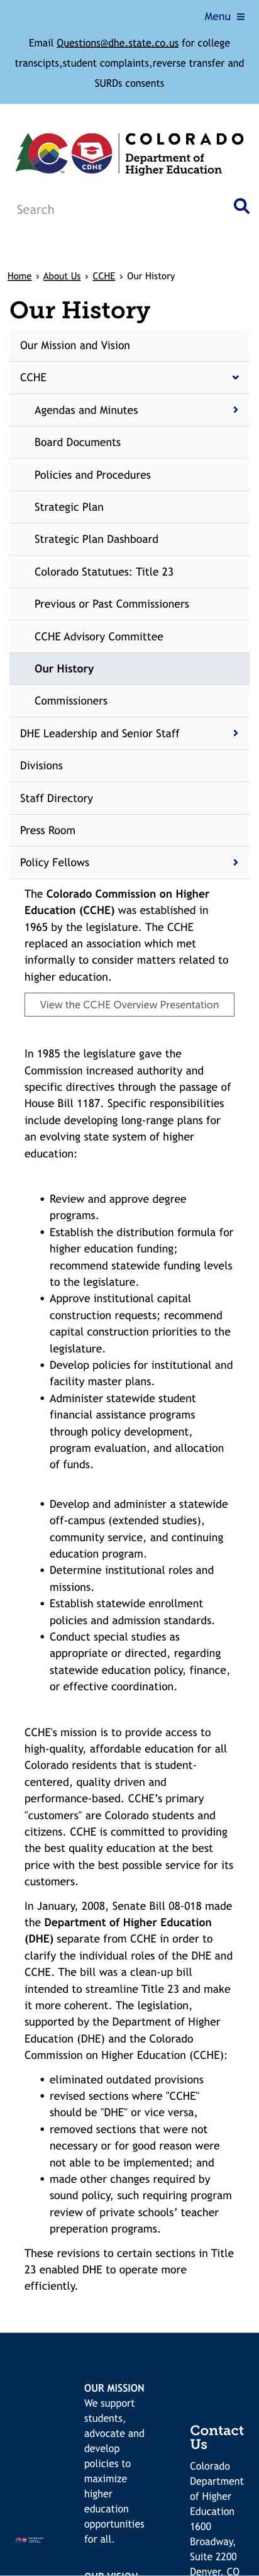 Menu ≡
Email Questions@dhe.state.co.us for college
transcipts,student complaints,reverse transfer and
SURDs consents
COLORADO
CO
CDHE
Department of
Higher Education
Search
Home › About Us › CCHE › Our History
Our History
Our Mission and Vision
CCHE
Agendas and Minutes
Board Documents
Policies and Procedures
Strategic Plan
Strategic Plan Dashboard
Colorado Statutues: Title 23
Previous or Past Commissioners
CCHE Advisory Committee
Our History
Commissioners
DHE Leadership and Senior Staff
Divisions
Staff Directory
Press Room
Policy Fellows
The Colorado Commission on Higher
Education (CCHE) was established in
1965 by the legislature. The CCHE
replaced an association which met
informally to consider matters related to
higher education.
View the CCHE Overview Presentation
In 1985 the legislature gave the
Commission increased authority and
specific directives through the passage of
House Bill 1187. Specific responsibilities
include developing long-range plans for
an evolving state system of higher
education:
• Review and approve degree
programs.
• Establish the distribution formula for
higher education funding;
recommend statewide funding levels
to the legislature.
• Approve institutional capital
construction requests; recommend
capital construction priorities to the
legislature.
• Develop policies for institutional and
facility master plans.
• Administer statewide student
financial assistance programs
through policy development,
program evaluation, and allocation
of funds.
• Develop and administer a statewide
off-campus (extended studies),
community service, and continuing
education program.
• Determine institutional roles and
missions.
• Establish statewide enrollment
policies and admission standards.
• Conduct special studies as
appropriate or directed, regarding
statewide education policy, finance,
or effective coordination.
CCHE's mission is to provide access to
high-quality, affordable education for all
Colorado residents that is student-
centered, quality driven and
performance-based. CCHE’s primary
"customers" are Colorado students and
citizens. CCHE is committed to providing
the best quality education at the best
price with the best possible service for its
customers.
In January, 2008, Senate Bill 08-018 made
the Department of Higher Education
(DHE) separate from CCHE in order to
clarify the individual roles of the DHE and
CCHE. The bill was a clean-up bill
intended to streamline Title 23 and make
it more coherent. The legislation,
supported by the Department of Higher
Education (DHE) and the Colorado
Commission on Higher Education (CCHE):
• eliminated outdated provisions
• revised sections where "CCHE"
should be "DHE" or vice versa,
• removed sections that were not
necessary or for good reason were
not able to be implemented; and
• made other changes required by
sound policy, such requiring program
review of private schools’ teacher
preperation programs.
These revisions to certain sections in Title
23 enabled DHE to operate more
efficiently.
OUR MISSION
We support
students,
advocate and
develop
policies to
maximize
higher
education
opportunities
for all.
OUR VISION
Contact
Us
Colorado
Department
of Higher
Education
1600
Broadway,
Suite 2200
Denver, CO